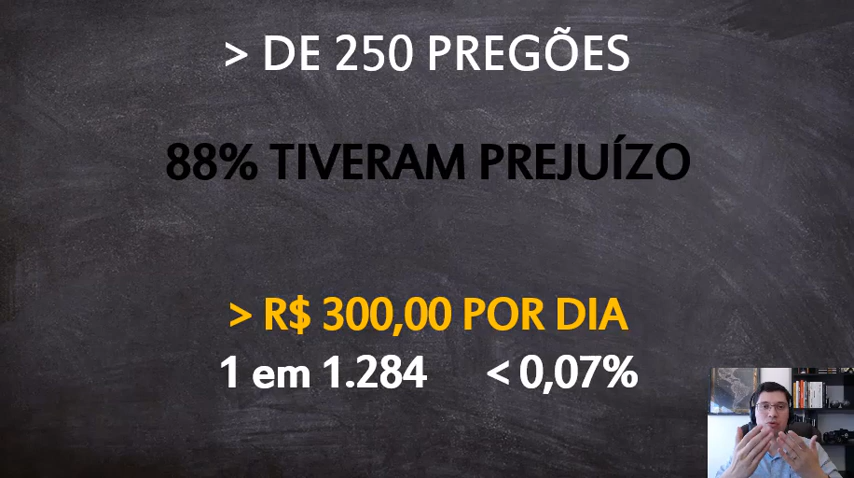 > DE 250 PREGÕES
88% TIVERAM PREJUÍZO
> R$ 300,00 POR DIA
1 em 1.284 < 0,07%